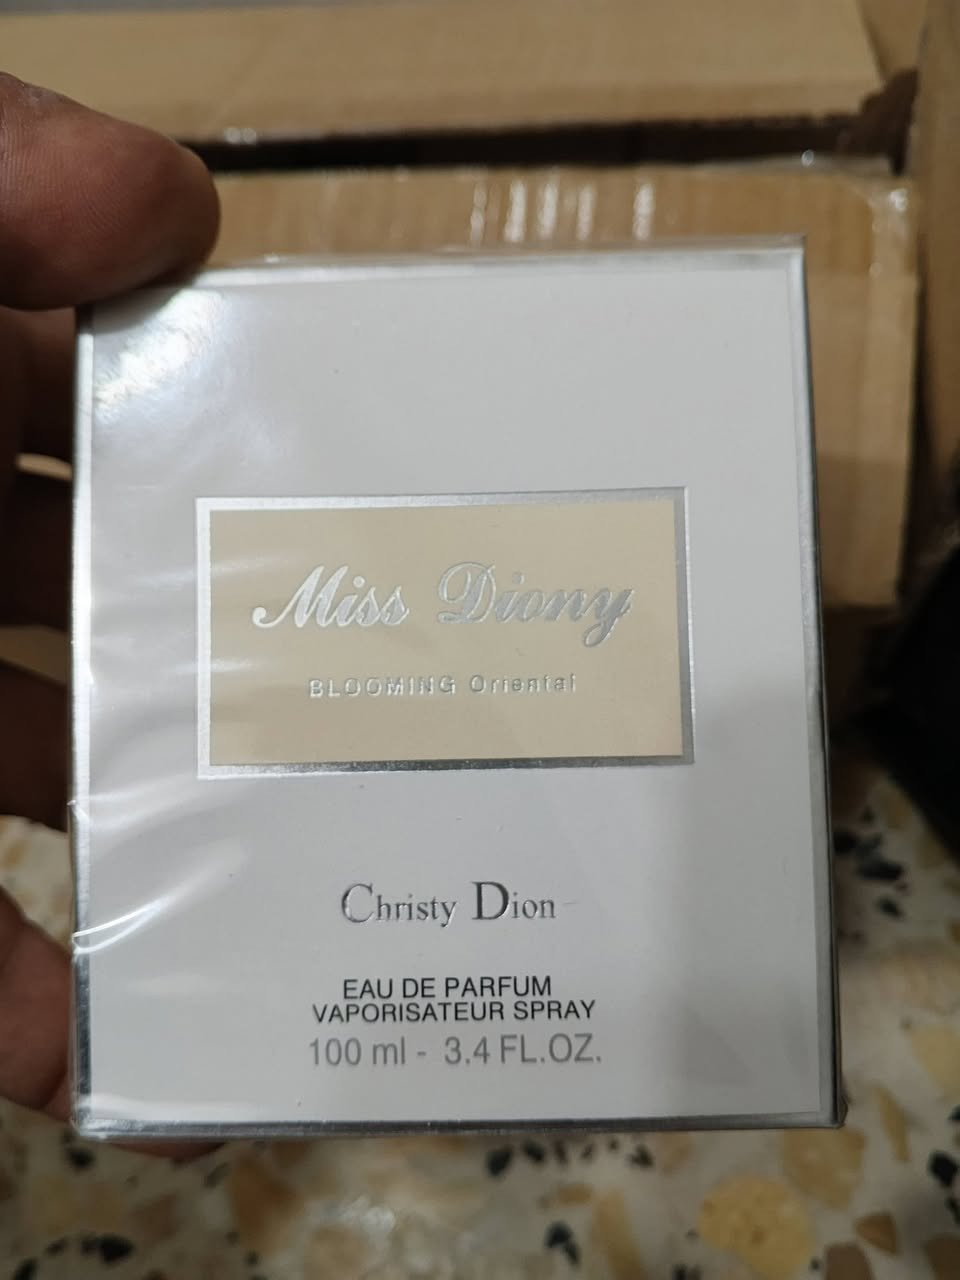 Miss Diony
BLOOMING Oriental
Christy Dion
EAU DE PARFUM
VAPORISATEUR SPRAY
100 ml - 3.4 FL.OZ.